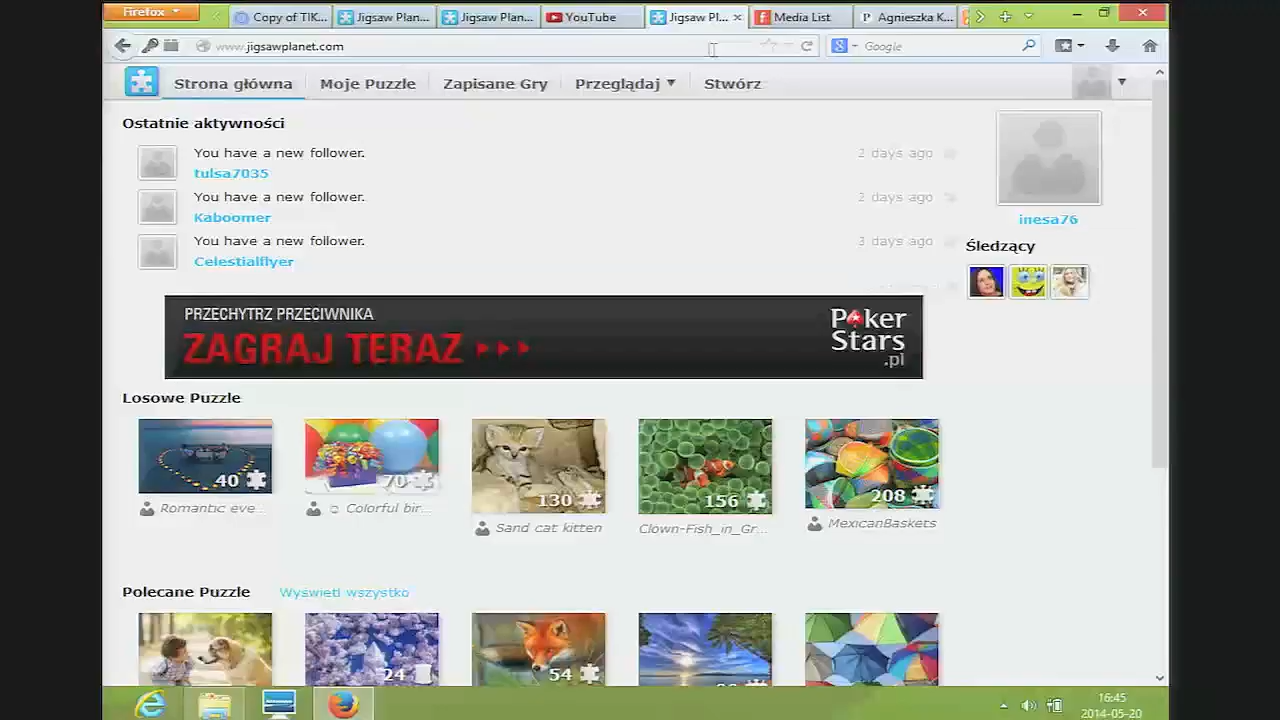 Firefox
Copy of TIK...
Jigsaw Plan...
Jigsaw Plan...
YouTube
Jigsaw Pl...
Media List
Agnieszka K...
www.jigsawplanet.com
Google
Strona główna
Moje Puzzle
Zapisane Gry
Przeglądaj
Stwórz
Ostatnie aktywności
You have a new follower.
2 days ago
tulsa7035
You have a new follower.
2 days ago
Kaboomer
You have a new follower.
3 days ago
Celestialflyer
inesa76
Śledzący
PRZECHYTRZ PRZECIWNIKA
ZAGRAJ TERAZ
PokerStars.pl
Losowe Puzzle
40
70
130
156
208
Romantic eve...
Colorful bir...
Sand cat kitten
Clown-Fish_in_Gr...
MexicanBaskets
Polecane Puzzle
Wyświetl wszystko
24
54
16:45
2014-05-20